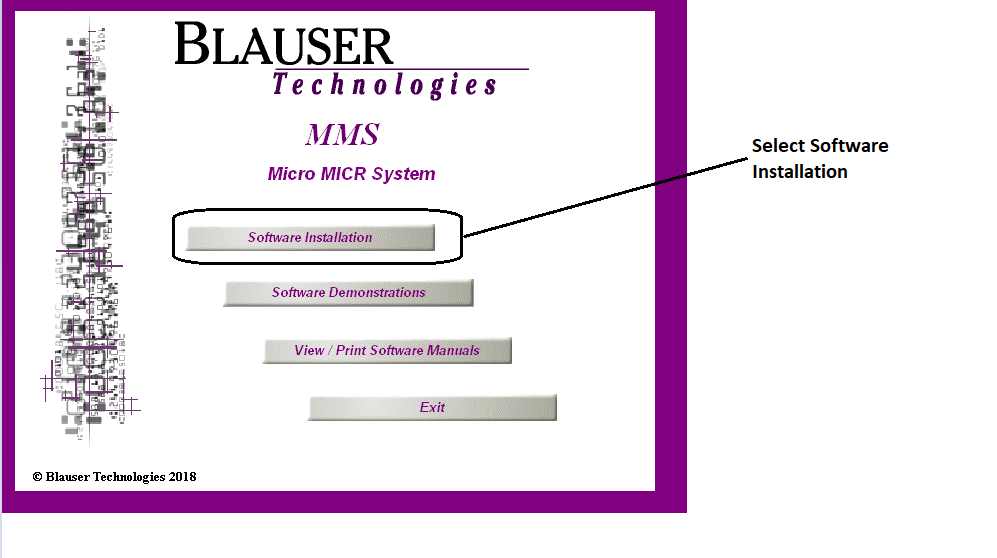 BLAUSER
Technologies
MMS
Micro MICR System
Software Installation
Software Demonstrations
View / Print Software Manuals
Exit
© Blauser Technologies 2018
Select Software
Installation